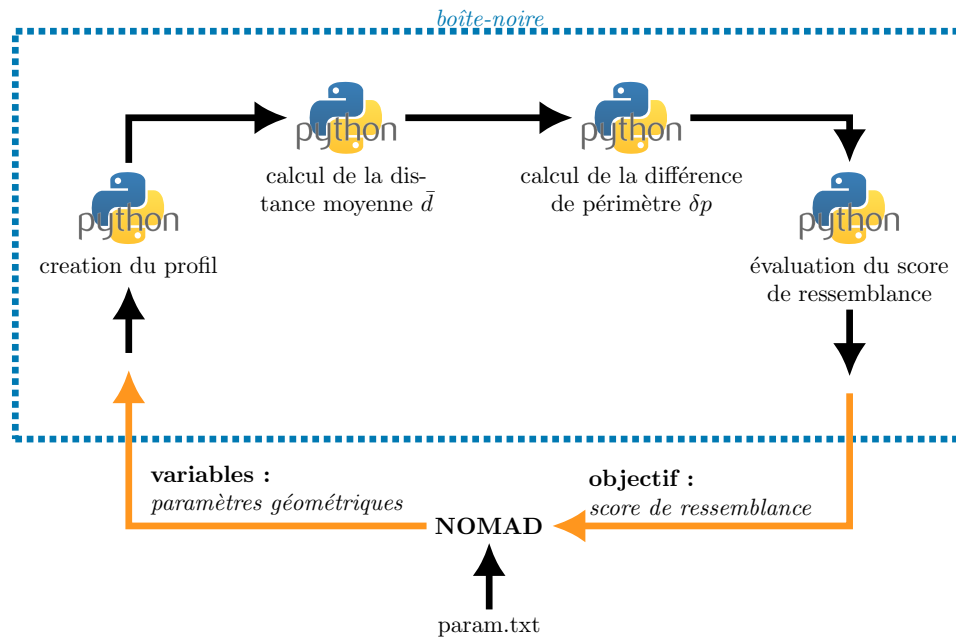 boîte-noire
python
calcul de la dis-
tance moyenne d̄
python
calcul de la différence
de périmètre δp
python
creation du profil
python
évaluation du score
de ressemblance
variables :
paramètres géométriques
objectif :
score de ressemblance
NOMAD
param.txt